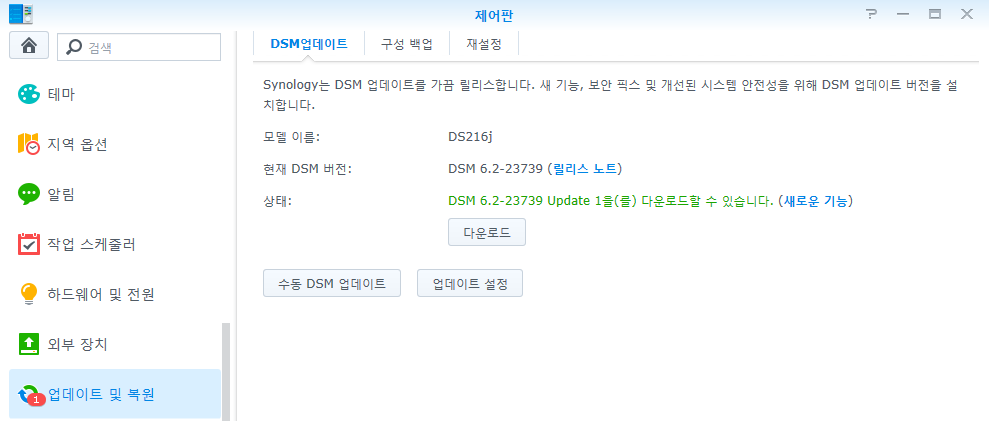 제어판
검색
테마
지역 옵션
알림
작업 스케줄러
하드웨어 및 전원
외부 장치
1
업데이트 및 복원
DSM업데이트
구성 백업
재설정
Synology는 DSM 업데이트를 가끔 릴리스합니다. 새 기능, 보안 픽스 및 개선된 시스템 안전성을 위해 DSM 업데이트 버전을 설
치합니다.
모델 이름: DS216j
현재 DSM 버전: DSM 6.2-23739 (릴리스 노트)
상태: DSM 6.2-23739 Update 1을(를) 다운로드할 수 있습니다. (새로운 기능)
다운로드
수동 DSM 업데이트
업데이트 설정